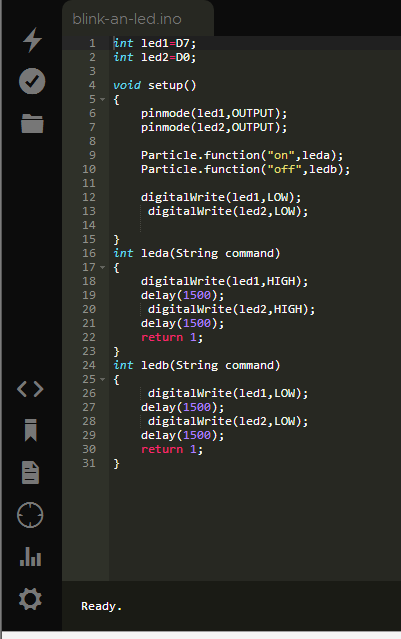 blink-an-led.ino
1 int led1=D7;
2 int led2=D0;
3
4 void setup()
5 {
6 pinmode(led1,OUTPUT);
7 pinmode(led2,OUTPUT);
8
9 Particle.function("on",leda);
10 Particle.function("off",ledb);
11
12 digitalWrite(led1,LOW);
13 digitalWrite(led2,LOW);
14
15 }
16 int leda(String command)
17 {
18 digitalWrite(led1,HIGH);
19 delay(1500);
20 digitalWrite(led2,HIGH);
21 delay(1500);
22 return 1;
23 }
24 int ledb(String command)
25 {
26 digitalWrite(led1,LOW);
27 delay(1500);
28 digitalWrite(led2,LOW);
29 delay(1500);
30 return 1;
31 }
Ready.